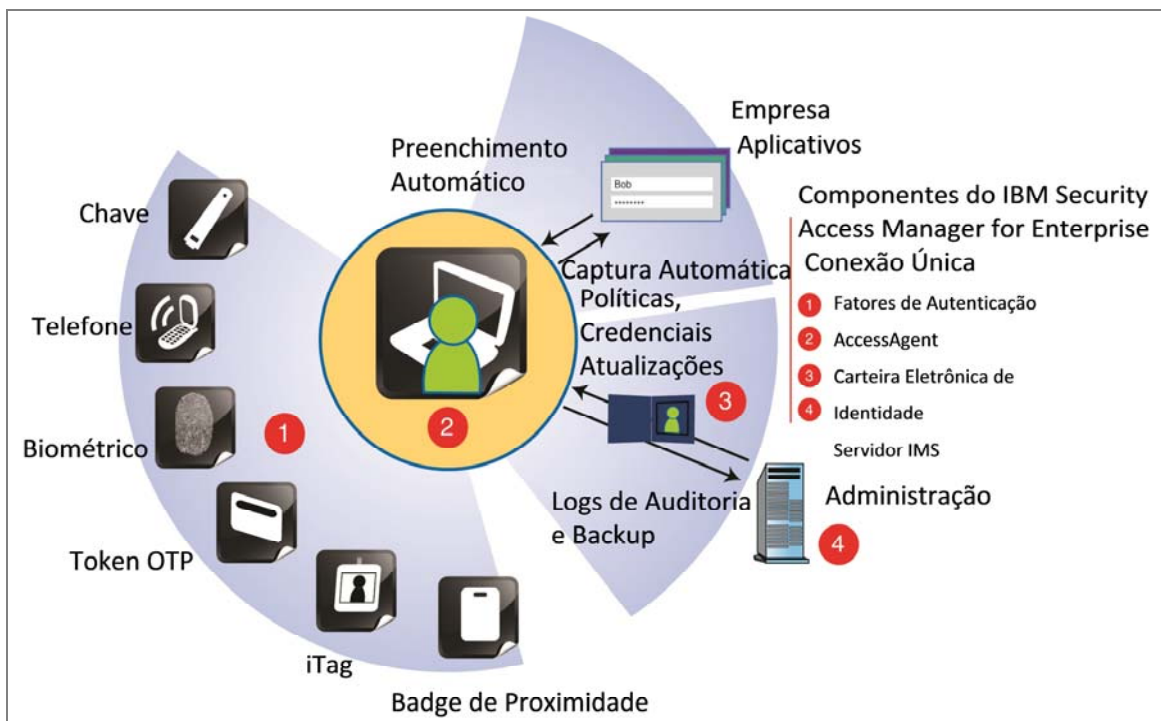 Empresa
Aplicativos
Preenchimento
Automático
Bob
********
Chave
Componentes do IBM Security
Access Manager for Enterprise
Conexão Única
Captura Automática
Políticas,
Credenciais
Atualizações
1 Fatores de Autenticação
2 AccessAgent
3 Carteira Eletrônica de
4 Identidade
Servidor IMS
Telefone
Biométrico
1
2
3
Logs de Auditoria
e Backup
Administração
4
Token OTP
iTag
Badge de Proximidade